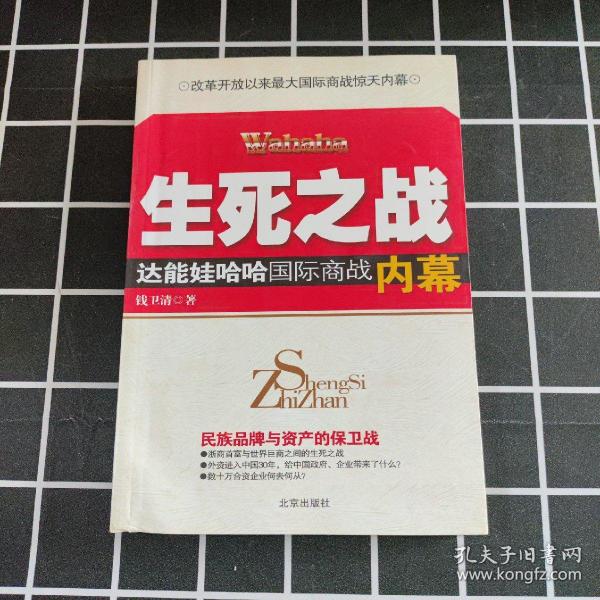 ⊙改革开放以来最大国际商战惊天内幕⊙
Wahaha
生死之战
达能娃哈哈国际商战内幕
钱卫清◎著
ShengSi
ZhiZhan
民族品牌与资产的保卫战
●浙商首富与世界巨商之间的生死之战
●外资进入中国30年，给中国政府、企业带来了什么？
●数十万合资企业何去何从？
北京出版社
孔夫子旧书网
www.kongfz.com